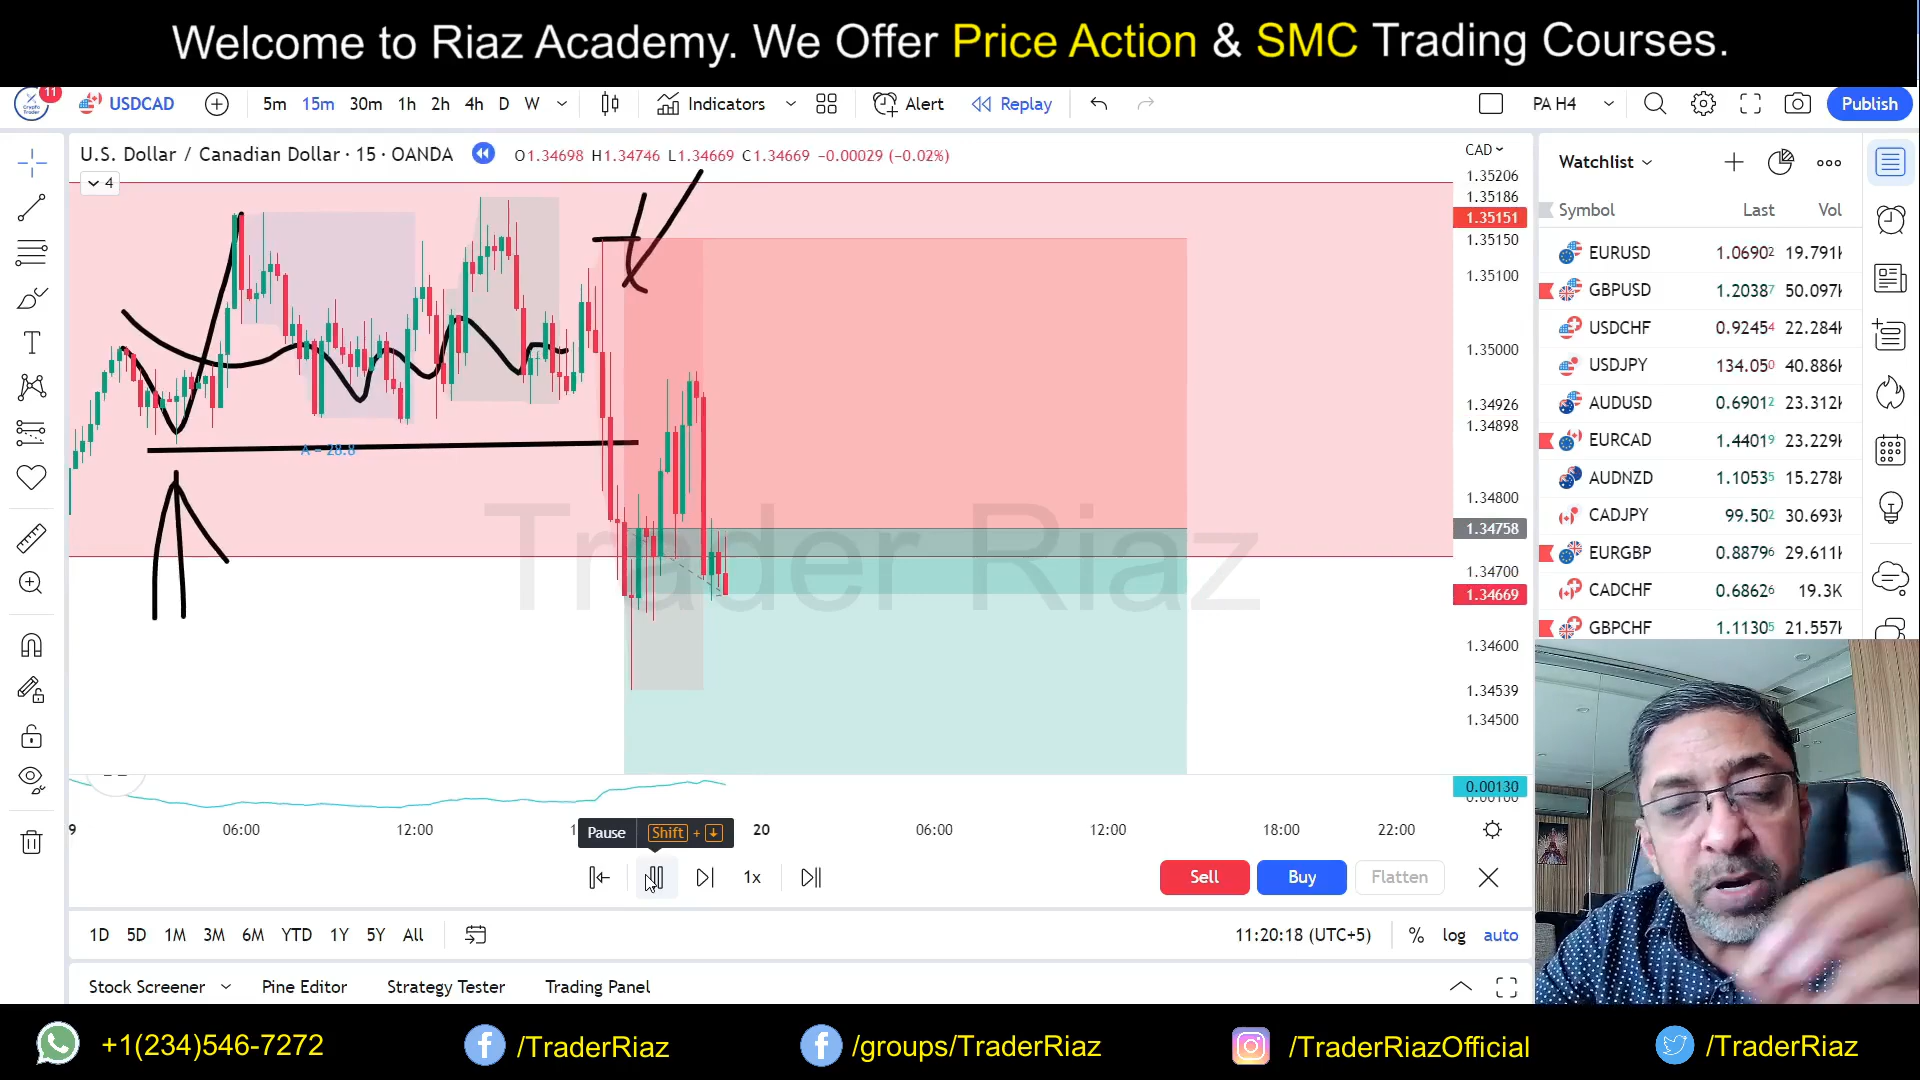 Welcome to Riaz Academy. We Offer Price Action & SMC Trading Courses.
11
USDCAD
5m 15m 30m 1h 2h 4h D W
Indicators
Alert
Replay
PA H4
Publish
U.S. Dollar / Canadian Dollar · 15 · OANDA
O1.34698 H1.34746 L1.34669 C1.34669 −0.00029 (−0.02%)
4
CAD
1.35206
1.35186
1.35151
1.35150
1.35100
1.35000
1.34926
1.34898
1.34800
1.34758
1.34700
1.34669
1.34600
1.34539
1.34500
0.00130
A = 28.8
Trader Riaz
Watchlist
Symbol Last Vol
EURUSD 1.06902 19.791
GBPUSD 1.20387 50.097
USDCHF 0.92454 22.284
USDJPY 134.050 40.886
AUDUSD 0.69012 23.312
EURCAD 1.44019 23.229
AUDNZD 1.10535 15.278
CADJPY 99.502 30.693
EURGBP 0.88796 29.611
CADCHF 0.68626 19.3K
GBPCHF 1.11305 21.557
9 06:00 12:00 1 20 06:00 12:00 18:00 22:00
Pause Shift + ↓
1x
Sell Buy Flatten
1D 5D 1M 3M 6M YTD 1Y 5Y All
11:20:18 (UTC+5) % log auto
Stock Screener Pine Editor Strategy Tester Trading Panel
+1(234)546-7272 /TraderRiaz /groups/TraderRiaz /TraderRiazOfficial /TraderRiaz